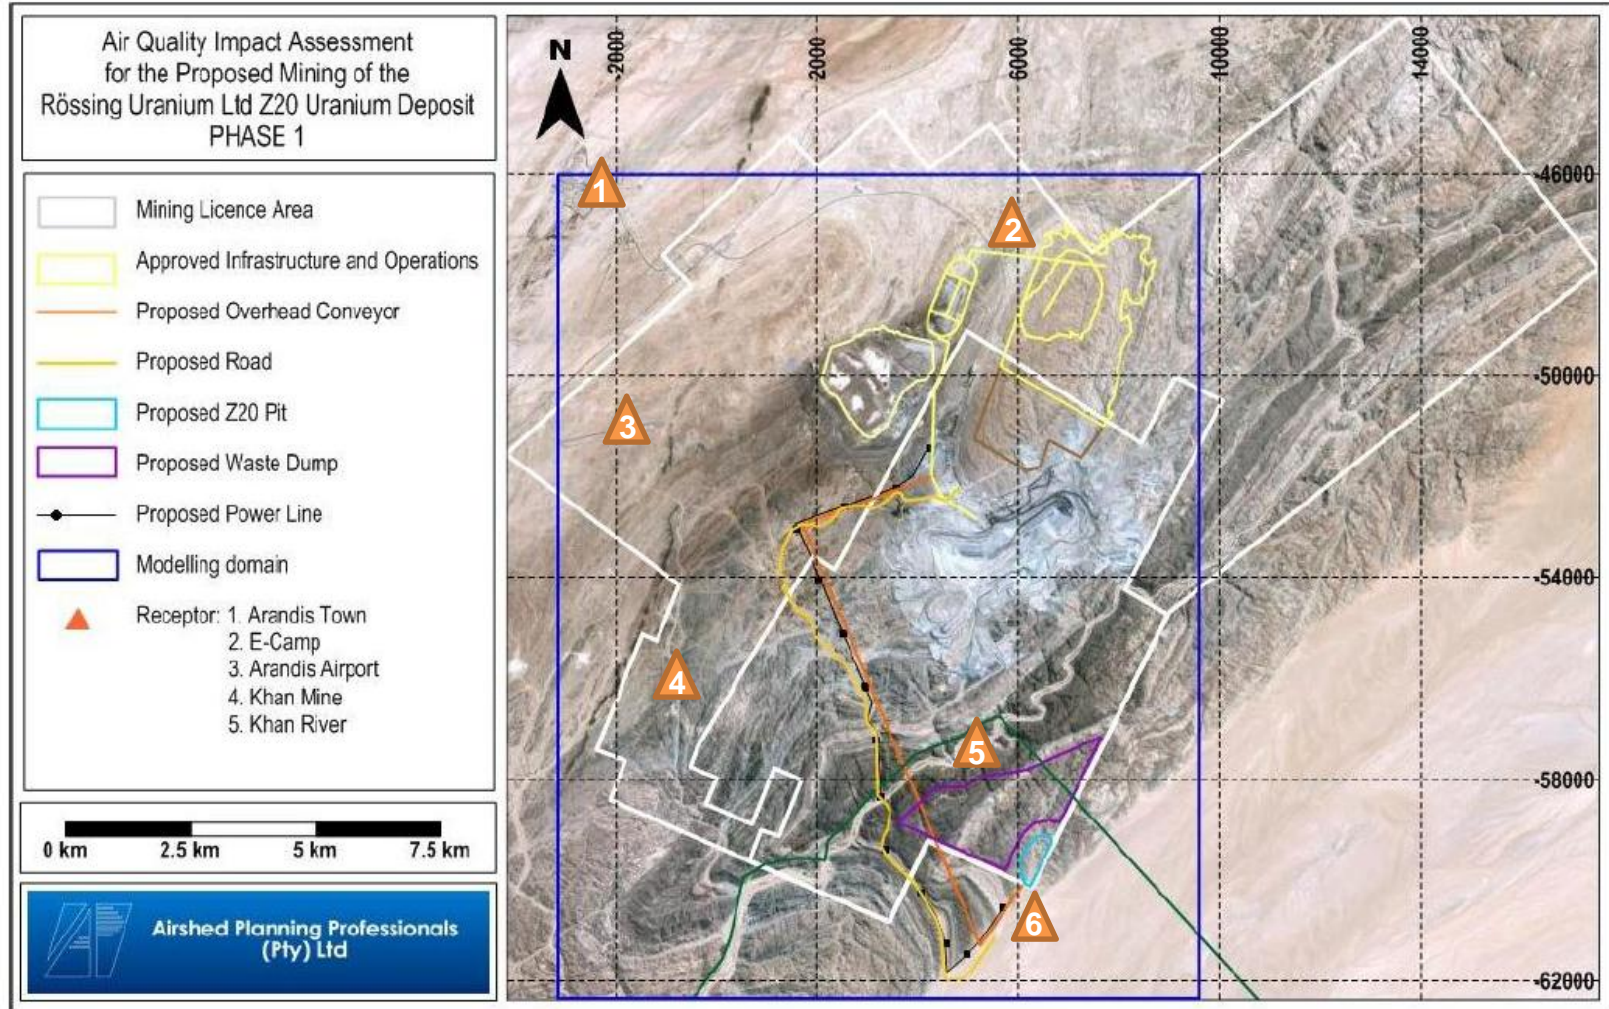 Air Quality Impact Assessment
for the Proposed Mining of the
Rössing Uranium Ltd Z20 Uranium Deposit
PHASE 1
Mining Licence Area
Approved Infrastructure and Operations
Proposed Overhead Conveyor
Proposed Road
Proposed Z20 Pit
Proposed Waste Dump
Proposed Power Line
Modelling domain
Receptor: 1. Arandis Town
2. E-Camp
3. Arandis Airport
4. Khan Mine
5. Khan River
0 km 2.5 km 5 km 7.5 km
Airshed Planning Professionals
(Pty) Ltd
N
-2000
2000
6000
10000
14000
-46000
-50000
-54000
-58000
-62000
1
2
3
4
5
6